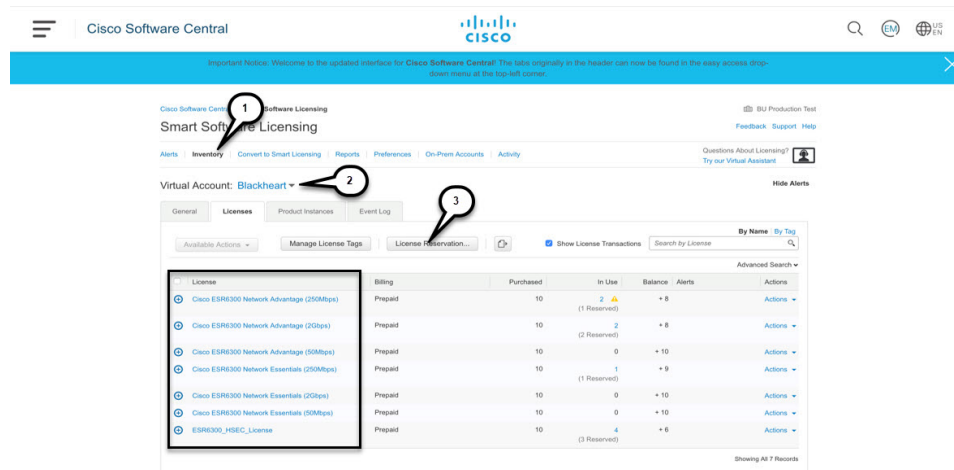 Cisco Software Central
CISCO
EM
US
EN
Important Notice: Welcome to the updated interface for Cisco Software Central! The tabs originally in the header can now be found in the easy access drop-
down menu at the top-left corner.
Software Licensing
BU Production Test
Smart Software Licensing
Feedback Support Help
1
Alerts Inventory Convert to Smart Licensing Reports Preferences On-Prem Accounts Activity
Questions About Licensing?
Try our Virtual Assistant
Virtual Account: Blackheart
2
Hide Alerts
3
General Licenses Product Instances Event Log
By Name By Tag
Available Actions Manage License Tags License Reservation... Show License Transactions Search by License
Advanced Search
License Billing Purchased In Use Balance Alerts Actions
Cisco ESR6300 Network Advantage (250Mbps) Prepaid 10 2 + 8 Actions
(1 Reserved)
Cisco ESR6300 Network Advantage (2Gbps) Prepaid 10 2 + 8 Actions
(2 Reserved)
Cisco ESR6300 Network Advantage (50Mbps) Prepaid 10 0 + 10 Actions
Cisco ESR6300 Network Essentials (250Mbps) Prepaid 10 1 + 9 Actions
(1 Reserved)
Cisco ESR6300 Network Essentials (2Gbps) Prepaid 10 0 + 10 Actions
Cisco ESR6300 Network Essentials (50Mbps) Prepaid 10 0 + 10 Actions
ESR6300_HSEC_License Prepaid 10 4 + 6 Actions
(3 Reserved)
Showing All 7 Records